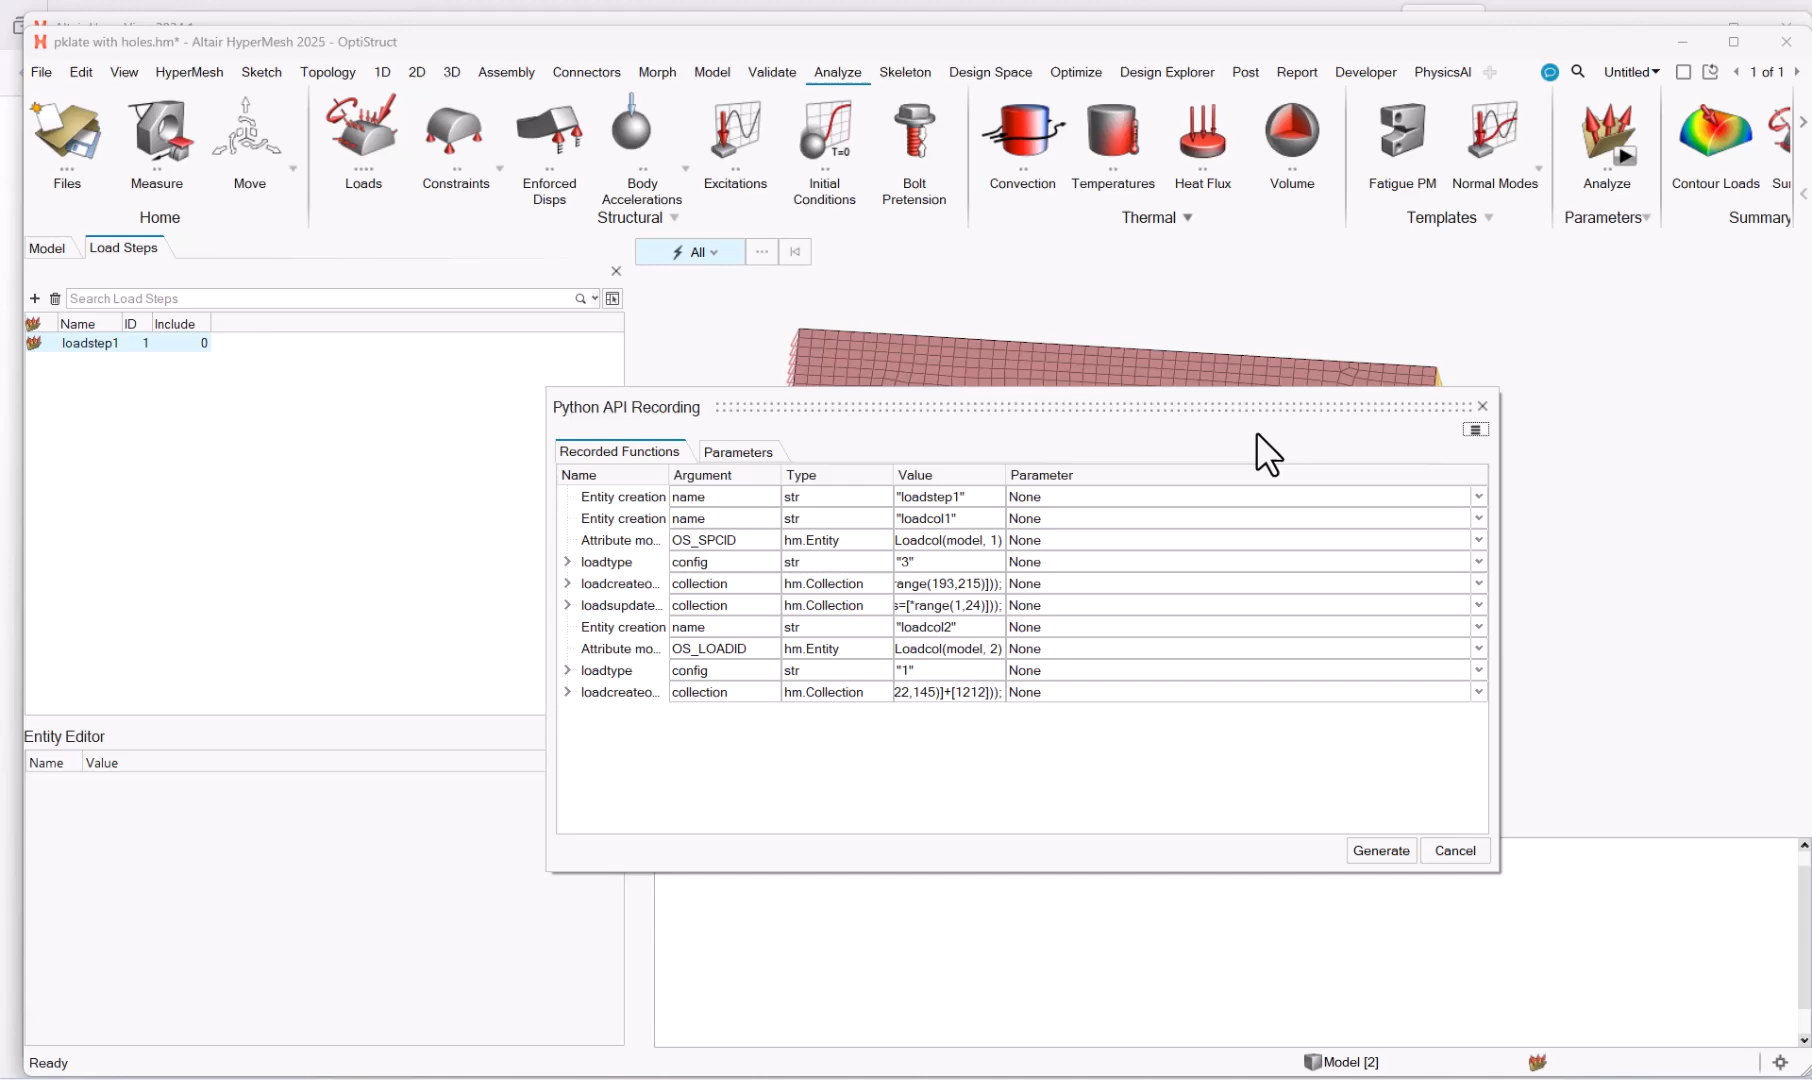 pklate with holes.hm* - Altair HyperMesh 2025 - OptiStruct
File Edit View HyperMesh Sketch Topology 1D 2D 3D Assembly Connectors Morph Model Validate Analyze Skeleton Design Space Optimize Design Explorer Post Report Developer PhysicsAI Untitled 1 of 1
Files Measure Move Loads Constraints Enforced Disps Body Accelerations Excitations Initial Conditions Bolt Pretension Convection Temperatures Heat Flux Volume Fatigue PM Normal Modes Analyze Contour Loads Su
T=0
Home Structural Thermal Templates Parameters Summary
Model Load Steps
All
Search Load Steps
Name ID Include
loadstep1 1 0
Python API Recording
Recorded Functions Parameters
Name Argument Type Value Parameter
Entity creation name str "loadstep1" None
Entity creation name str "loadcol1" None
Attribute mo... OS_SPCID hm.Entity Loadcol(model, 1) None
loadtype config str "3" None
loadcreateo... collection hm.Collection range(193,215)])); None
loadsupdate... collection hm.Collection s=[*range(1,24)])); None
Entity creation name str "loadcol2" None
Attribute mo... OS_LOADID hm.Entity Loadcol(model, 2) None
loadtype config str "1" None
loadcreateo... collection hm.Collection 22,145)]+[1212])); None
Generate Cancel
Entity Editor
Name Value
Ready
Model [2]